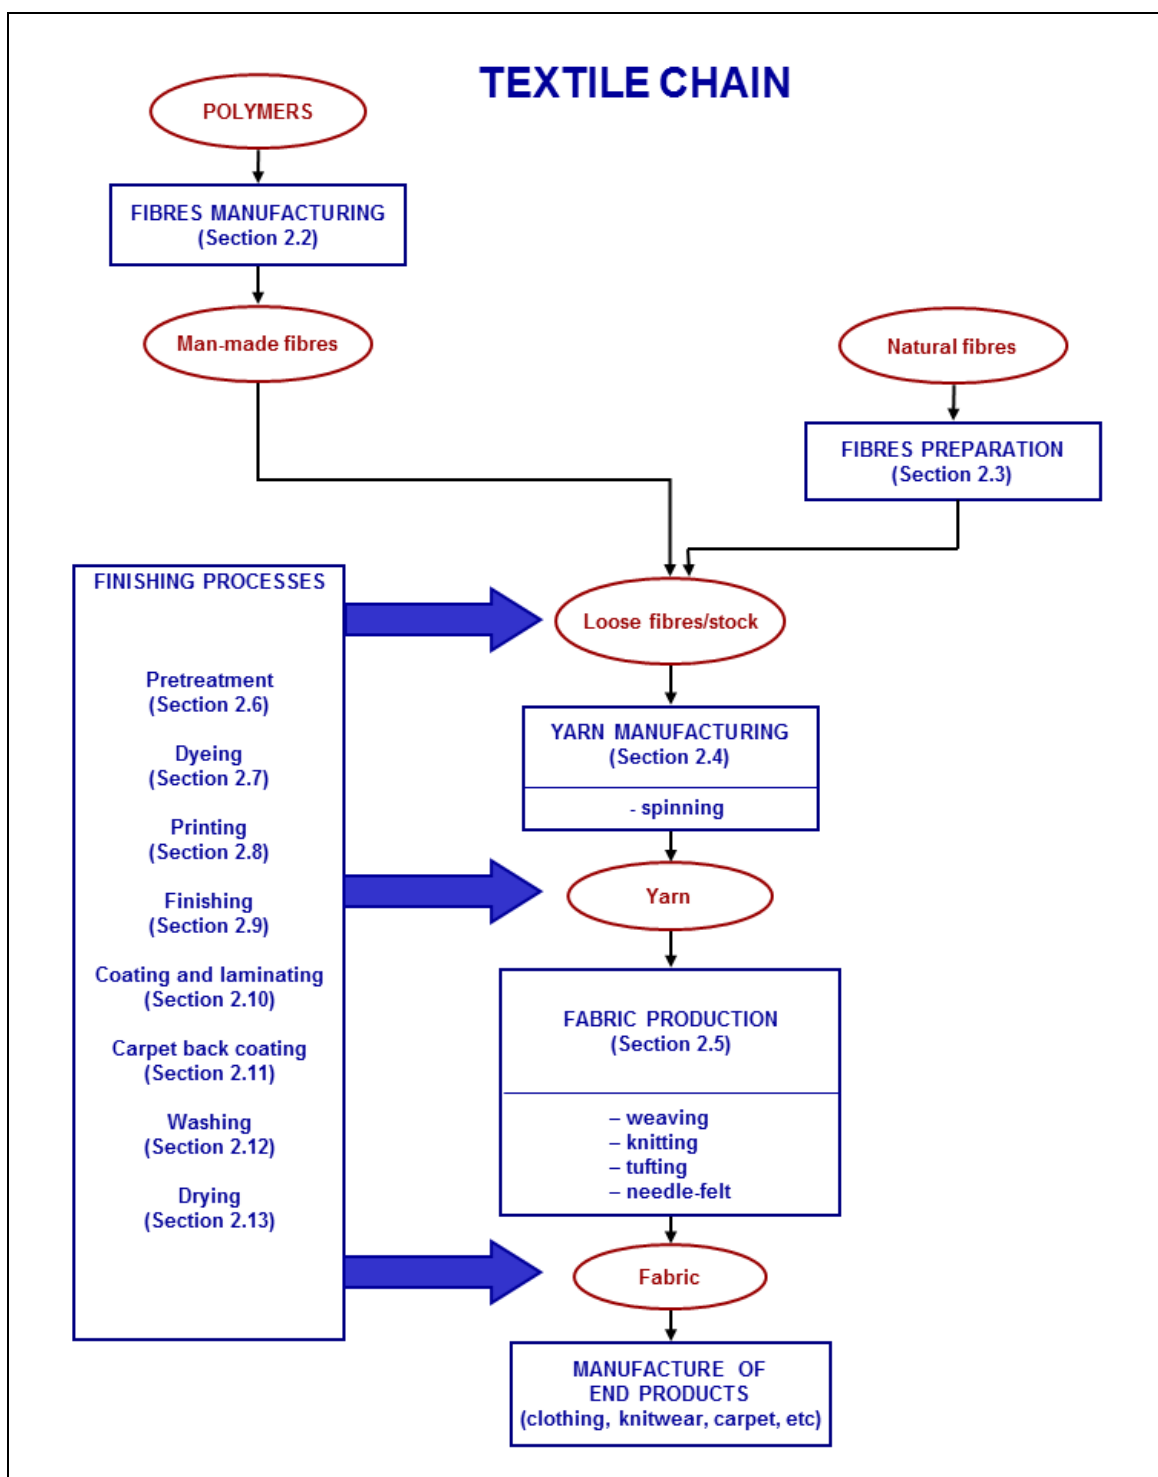 TEXTILE CHAIN
POLYMERS
FIBRES MANUFACTURING
(Section 2.2)
Man-made fibres
Natural fibres
FIBRES PREPARATION
(Section 2.3)
FINISHING PROCESSES
Pretreatment
(Section 2.6)
Dyeing
(Section 2.7)
Printing
(Section 2.8)
Finishing
(Section 2.9)
Coating and laminating
(Section 2.10)
Carpet back coating
(Section 2.11)
Washing
(Section 2.12)
Drying
(Section 2.13)
Loose fibres/stock
YARN MANUFACTURING
(Section 2.4)
- spinning
Yarn
FABRIC PRODUCTION
(Section 2.5)
– weaving
– knitting
– tufting
– needle-felt
Fabric
MANUFACTURE OF
END PRODUCTS
(clothing, knitwear, carpet, etc)